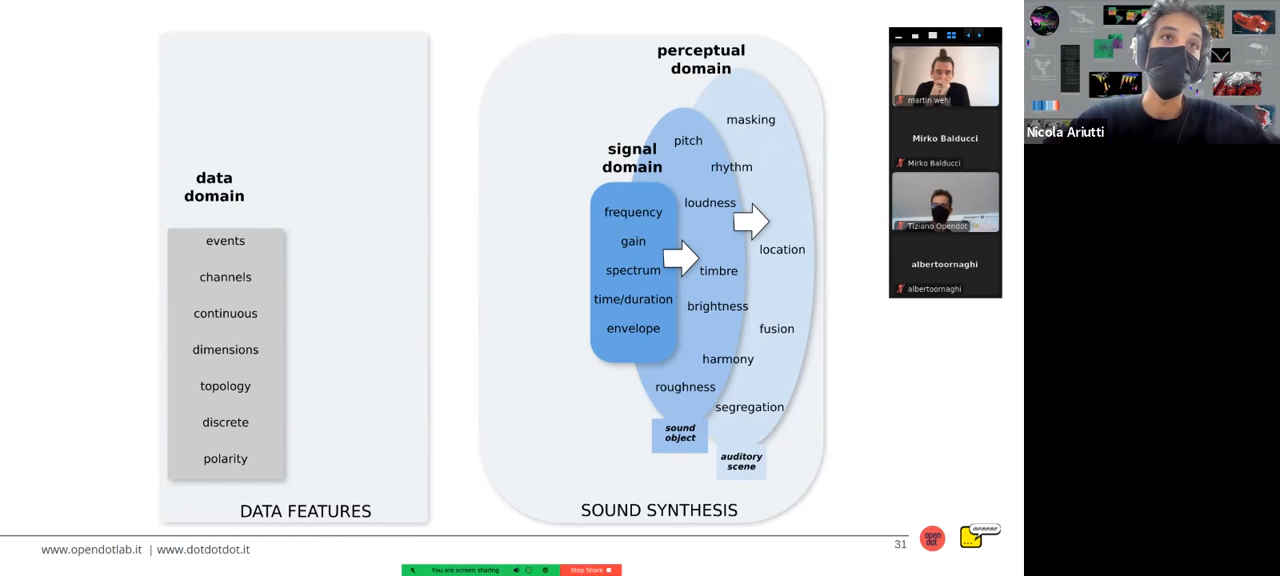 perceptual
domain
masking
pitch
signal
domain
rhythm
data
domain
loudness
frequency
events
gain
location
channels
spectrum
timbre
time/duration
brightness
continuous
envelope
fusion
dimensions
harmony
topology
roughness
segregation
discrete
sound
object
polarity
auditory
scene
DATA FEATURES
SOUND SYNTHESIS
www.opendotlab.it | www.dotdotdot.it
31
open
dot
dotdotdot
You are screen sharing
Stop Share
martin wehl
Mirko Balducci
Mirko Balducci
Tiziano Opendot
albertoornaghi
albertoornaghi
Nicola Ariutti